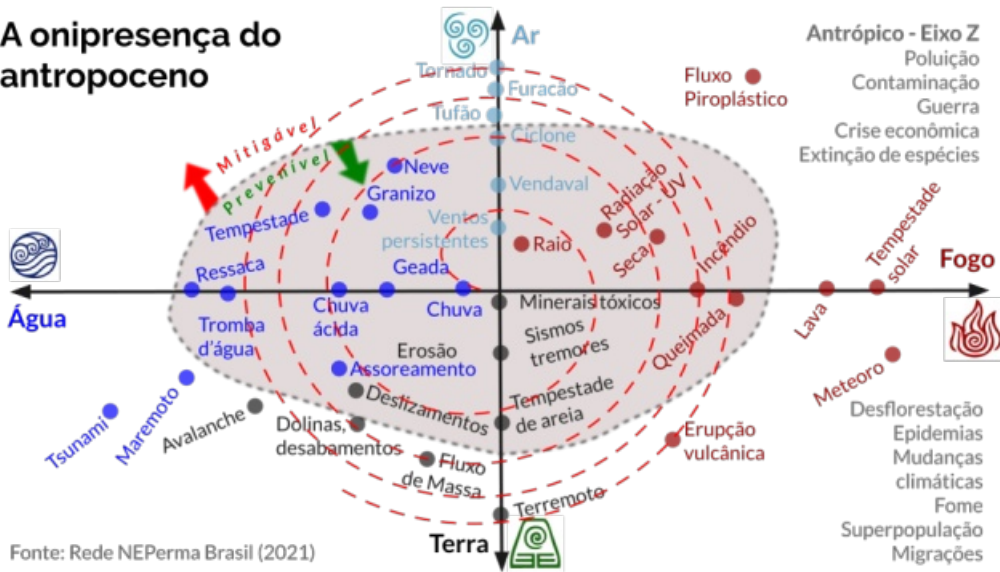 A onipresença do
antropoceno
Ar
Tornado
Furacão
Tufão
Ciclone
Vendaval
Ventos
persistentes
Fluxo
Piroplástico
Antrópico - Eixo Z
Poluição
Contaminação
Guerra
Crise econômica
Extinção de espécies
Mitigável
Prevenível
Neve
Granizo
Tempestade
Ressaca
Geada
Chuva
Chuva
ácida
Tromba
d'água
Água
Raio
Radiação
Solar - UV
Seca
Incêndio
Tempestade
solar
Fogo
Minerais tóxicos
Sismos
tremores
Queimada
Lava
Meteoro
Erosão
Assoreamento
Deslizamentos
Tempestade
de areia
Tsunami
Maremoto
Avalanche
Dolinas,
desabamentos
Fluxo
de Massa
Erupção
vulcânica
Terremoto
Terra
Desflorestação
Epidemias
Mudanças
climáticas
Fome
Superpopulação
Migrações
Fonte: Rede NEPerma Brasil (2021)